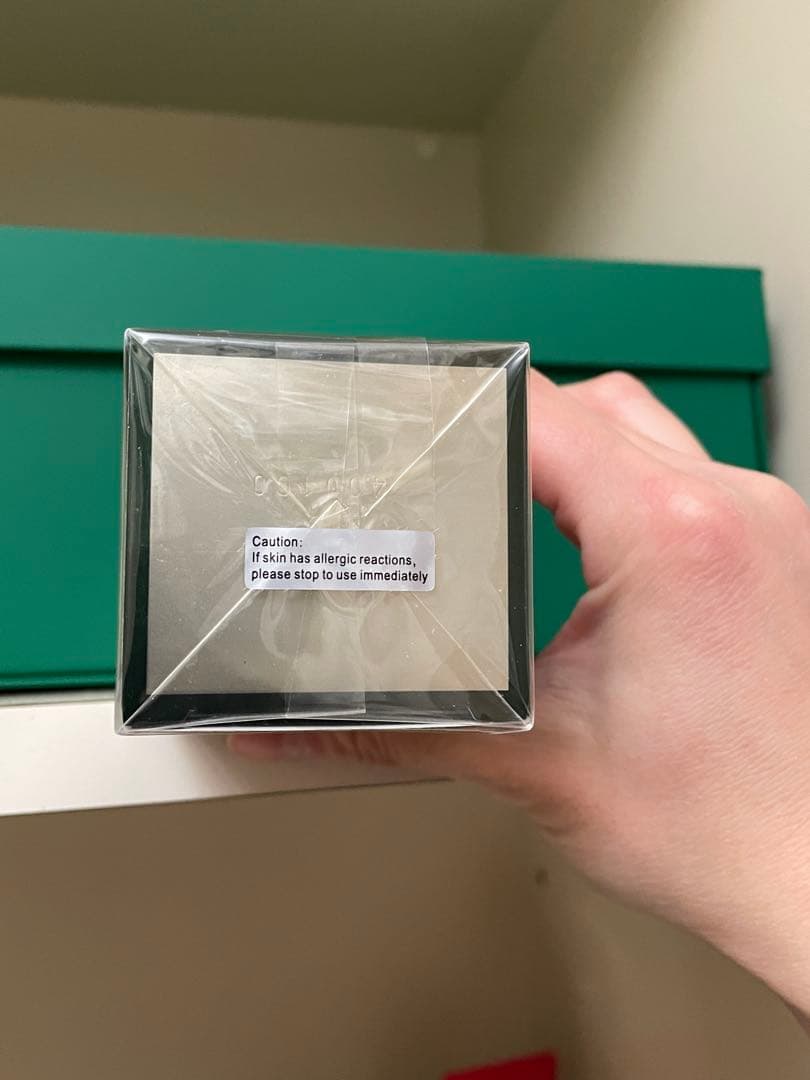 Caution:
If skin has allergic reactions,
please stop to use immediately